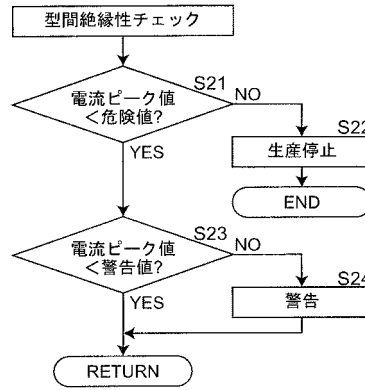 型間絶縁性チェック
S21
電流ピーク値
＜危険値?
NO
YES
S22
生産停止
END
S23
電流ピーク値
＜警告値?
NO
YES
S24
警告
RETURN